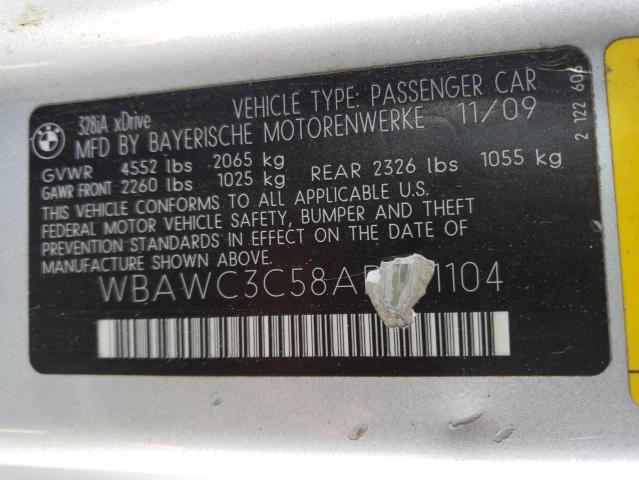 BMW
328iA xDrive
VEHICLE TYPE: PASSENGER CAR
MFD BY BAYERISCHE MOTORENWERKE 11/09
GVWR 4552 lbs 2065 kg
GAWR FRONT 2260 lbs 1025 kg REAR 2326 lbs 1055 kg
THIS VEHICLE CONFORMS TO ALL APPLICABLE U.S.
FEDERAL MOTOR VEHICLE SAFETY, BUMPER AND THEFT
PREVENTION STANDARDS IN EFFECT ON THE DATE OF
MANUFACTURE SHOWN ABOVE.
2 122 606